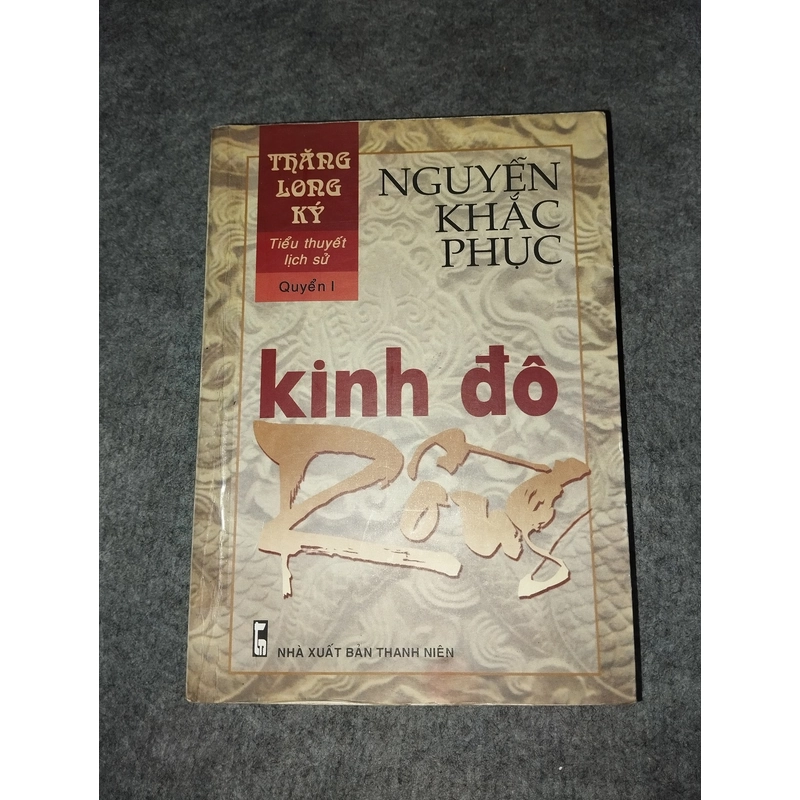 THĂNG
LONG
KÝ
Tiểu thuyết
lịch sử
Quyển I
NGUYỄN
KHẮC
PHỤC
kinh đô
Rồng
NHÀ XUẤT BẢN THANH NIÊN